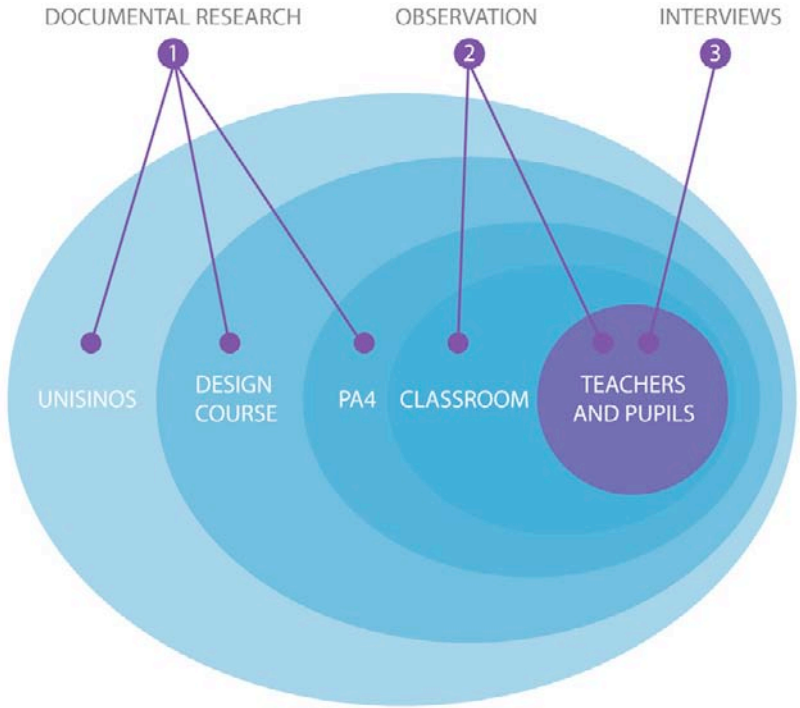 DOCUMENTAL RESEARCH
OBSERVATION
INTERVIEWS
1
2
3
UNISINOS
DESIGN
COURSE
PA4
CLASSROOM
TEACHERS
AND PUPILS